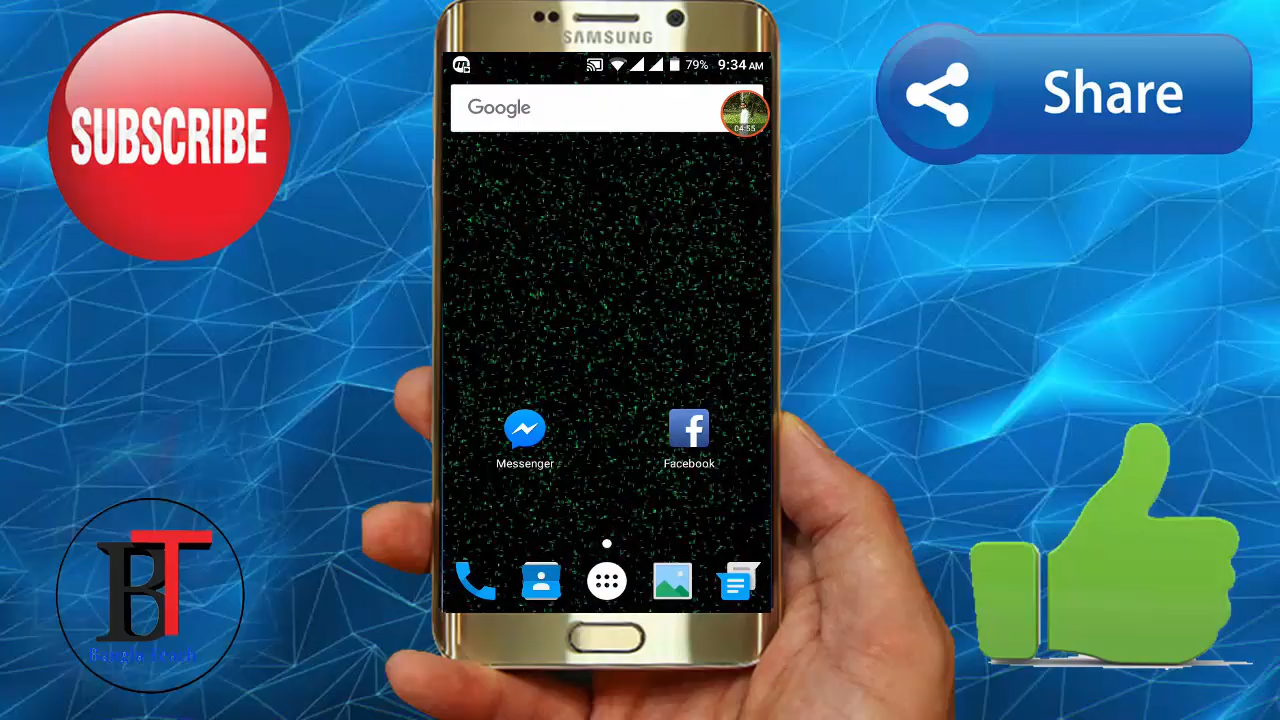 SUBSCRIBE
SAMSUNG
79% 9:34 AM
Google
04:55
Share
Messenger
Facebook
BT